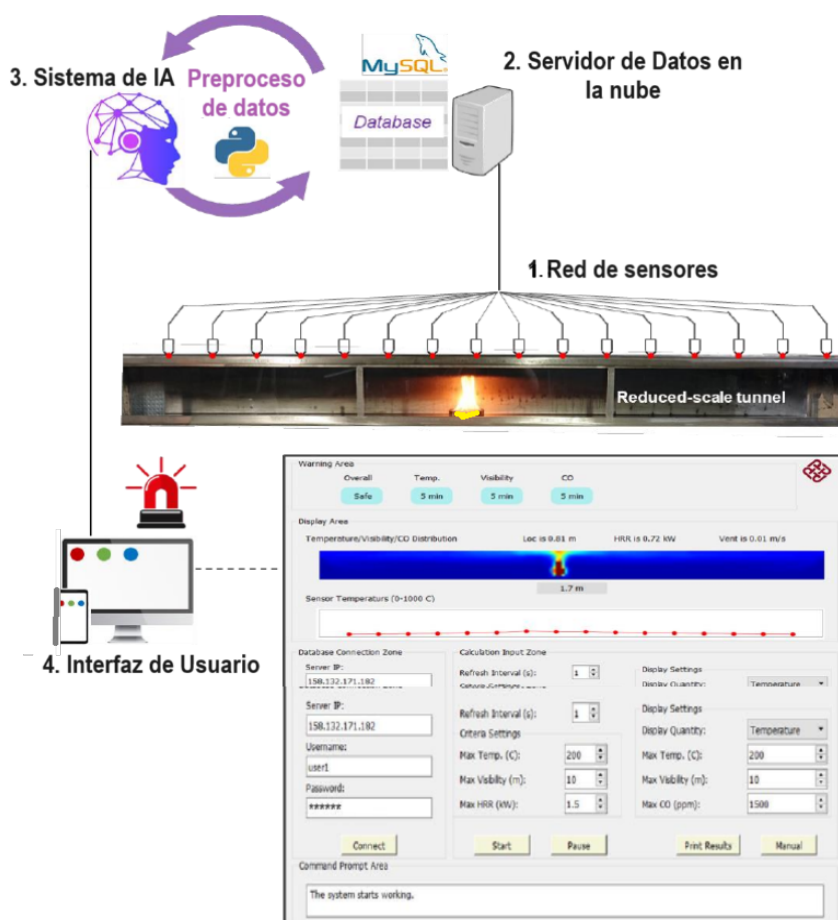 3. Sistema de IA
Preproceso
de datos
MySQL
Database
2. Servidor de Datos en
la nube
1. Red de sensores
Reduced-scale tunnel
4. Interfaz de Usuario
Warning Area
Overall Temp. Visibility CO
Safe 5 min 5 min 5 min
Display Area
Temperature/Visibility/CO Distribution Loc is 0.81 m HRR is 0.72 kW Vent is 0.01 m/s
1.7 m
Sensor Temperature (0-1000 C)
Database Connection Zone Calculation Input Zone
Server IP: Refresh Interval (s): 1 Display Settings
158.132.171.182 Display Quantity: Temperature
Server IP: Refresh Interval (s): 1 Display Settings
158.132.171.182 Criteria Settings Display Quantity: Temperature
Username: Max Temp. (C): 200 Max Temp. (C): 200
user1 Max Visiblity (m): 10 Max Visiblity (m): 10
Password: Max HRR (kW): 1.5 Max CO (ppm): 1500
******
Connect Start Pause Print Results Manual
Command Prompt Area
The system starts working.